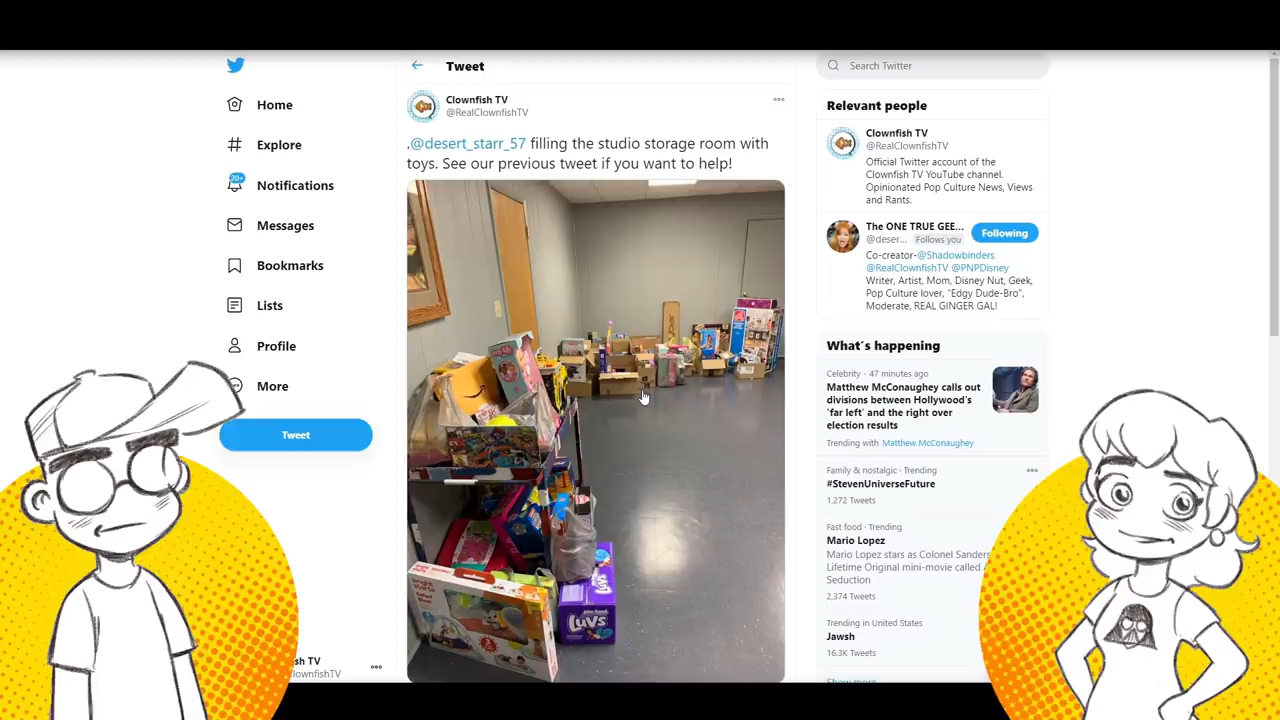 Home
Explore
20+
Notifications
Messages
Bookmarks
Lists
Profile
More
Tweet
sh TV
lownfishTV
Tweet
Clownfish TV
@RealClownfishTV
.@desert_starr_57 filling the studio storage room with
toys. See our previous tweet if you want to help!
Luvs
Search Twitter
Relevant people
Clownfish TV
@RealClownfishTV
Official Twitter account of the
Clownfish TV YouTube channel.
Opinionated Pop Culture News, Views
and Rants.
The ONE TRUE GEE...
Following
@deser... Follows you
Co-creator-@Shadowbinders
@RealClownfishTV @PNPDisney
Writer, Artist, Mom, Disney Nut, Geek,
Pop Culture lover, "Edgy Dude-Bro",
Moderate, REAL GINGER GAL!
What's happening
Celebrity · 47 minutes ago
Matthew McConaughey calls out
divisions between Hollywood's
'far left' and the right over
election results
Trending with Matthew McConaughey
Family & nostalgic · Trending
#StevenUniverseFuture
1,272 Tweets
Fast food · Trending
Mario Lopez
Mario Lopez stars as Colonel Sanders
Lifetime Original mini-movie called
Seduction
2,374 Tweets
Trending in United States
Jawsh
16.3K Tweets
Show more